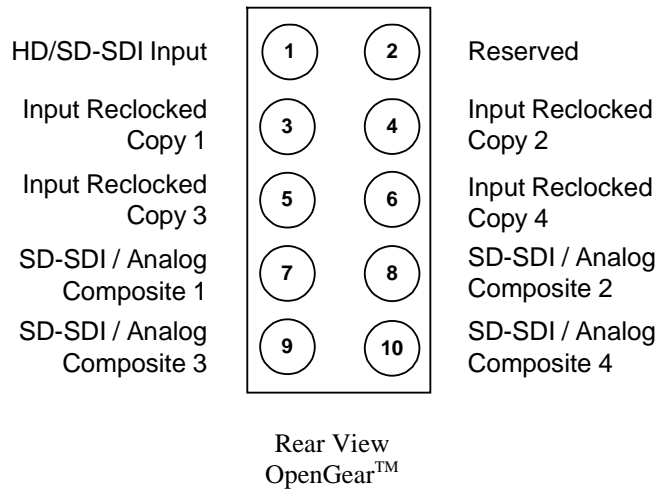 HD/SD-SDI Input 1 2 Reserved
Input Reclocked
Copy 1
3 4
Input Reclocked
Copy 2
Input Reclocked
Copy 3
5 6
Input Reclocked
Copy 4
SD-SDI / Analog
Composite 1
7 8
SD-SDI / Analog
Composite 2
SD-SDI / Analog
Composite 3
9 10
SD-SDI / Analog
Composite 4
Rear View
OpenGear™